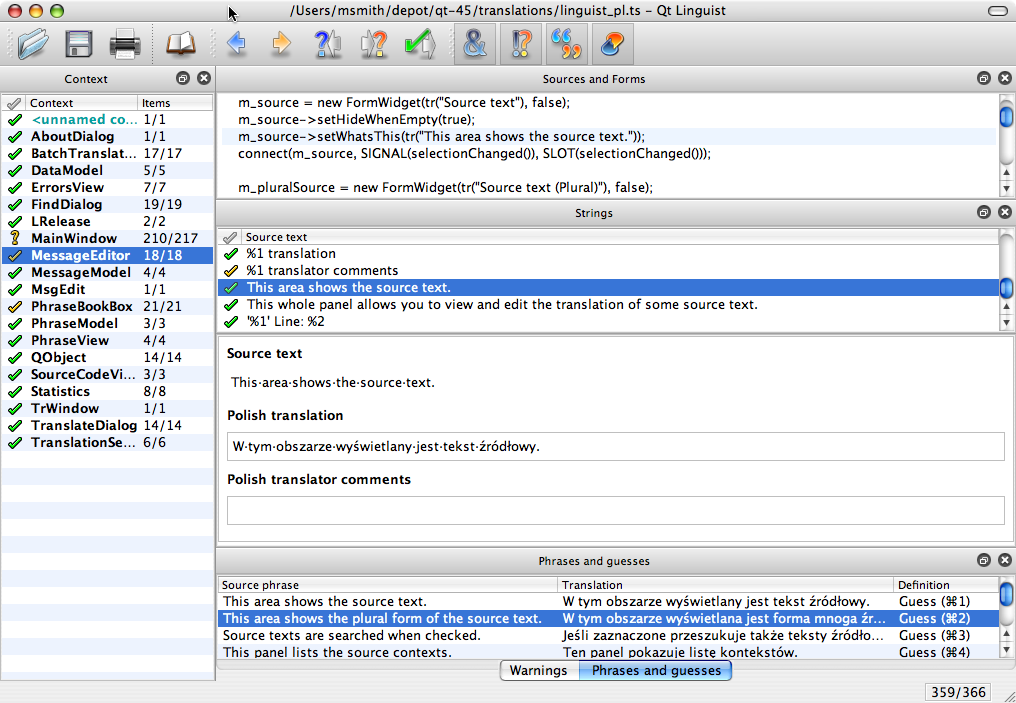 /Users/msmith/depot/qt-45/translations/linguist_pl.ts - Qt Linguist
Context
Context Items
<unnamed co... 1/1
AboutDialog 1/1
BatchTranslat... 17/17
DataModel 5/5
ErrorsView 7/7
FindDialog 19/19
LRelease 2/2
MainWindow 210/217
MessageEditor 18/18
MessageModel 4/4
MsgEdit 1/1
PhraseBookBox 21/21
PhraseModel 3/3
PhraseView 4/4
QObject 14/14
SourceCodeVi... 3/3
Statistics 8/8
TrWindow 1/1
TranslateDialog 14/14
TranslationSe... 6/6
Sources and Forms
m_source = new FormWidget(tr("Source text"), false);
m_source->setHideWhenEmpty(true);
m_source->setWhatsThis(tr("This area shows the source text."));
connect(m_source, SIGNAL(selectionChanged()), SLOT(selectionChanged()));
m_pluralSource = new FormWidget(tr("Source text (Plural)"), false);
Strings
Source text
%1 translation
%1 translator comments
This area shows the source text.
This whole panel allows you to view and edit the translation of some source text.
'%1' Line: %2
Source text
This·area·shows·the·source·text.
Polish translation
W·tym·obszarze·wyświetlany·jest·tekst·źródłowy.
Polish translator comments
Phrases and guesses
Source phrase Translation Definition
This area shows the source text. W tym obszarze wyświetlany jest tekst źródłowy. Guess (⌘1)
This area shows the plural form of the source text. W tym obszarze wyświetlana jest forma mnoga źr... Guess (⌘2)
Source texts are searched when checked. Jeśli zaznaczone przeszukuje także teksty źródło... Guess (⌘3)
This panel lists the source contexts. Ten panel pokazuje listę kontekstów. Guess (⌘4)
Warnings Phrases and guesses
359/366